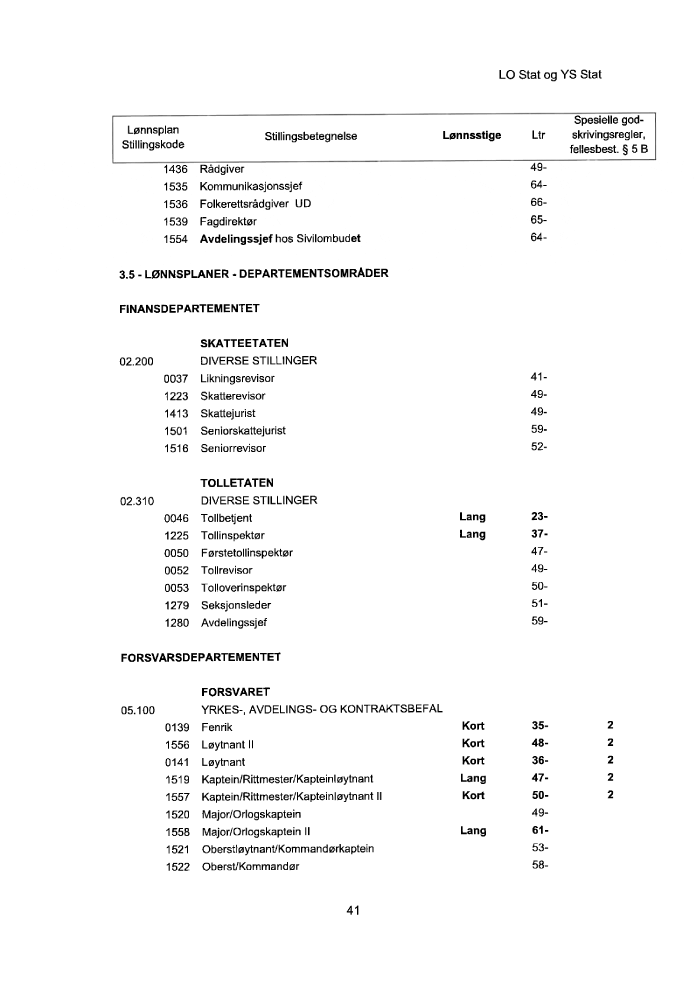 LO Stat og YS Stat
Lønnsplan Stillingskode Stillingsbetegnelse Lønnsstige Ltr Spesielle god-skrivingsregler, fellesbest. § 5 B
1436 Rådgiver 49-
1535 Kommunikasjonssjef 64-
1536 Folkerettsrådgiver UD 66-
1539 Fagdirektør 65-
1554 Avdelingssjef hos Sivilombudet 64-
3.5 - LØNNSPLANER - DEPARTEMENTSOMRÅDER
FINANSDEPARTEMENTET
SKATTEETATEN
02.200 DIVERSE STILLINGER
0037 Likningsrevisor 41-
1223 Skatterevisor 49-
1413 Skattejurist 49-
1501 Seniorskattejurist 59-
1516 Seniorrevisor 52-
TOLLETATEN
02.310 DIVERSE STILLINGER
0046 Tollbetjent Lang 23-
1225 Tollinspektør Lang 37-
0050 Førstetollinspektør 47-
0052 Tollrevisor 49-
0053 Tolloverinspektør 50-
1279 Seksjonsleder 51-
1280 Avdelingssjef 59-
FORSVARSDEPARTEMENTET
FORSVARET
05.100 YRKES-, AVDELINGS- OG KONTRAKTSBEFAL
0139 Fenrik Kort 35- 2
1556 Løytnant II Kort 48- 2
0141 Løytnant Kort 36- 2
1519 Kaptein/Rittmester/Kapteinløytnant Lang 47- 2
1557 Kaptein/Rittmester/Kapteinløytnant II Kort 50- 2
1520 Major/Orlogskaptein 49-
1558 Major/Orlogskaptein II Lang 61-
1521 Oberstløytnant/Kommandørkaptein 53-
1522 Oberst/Kommandør 58-
41